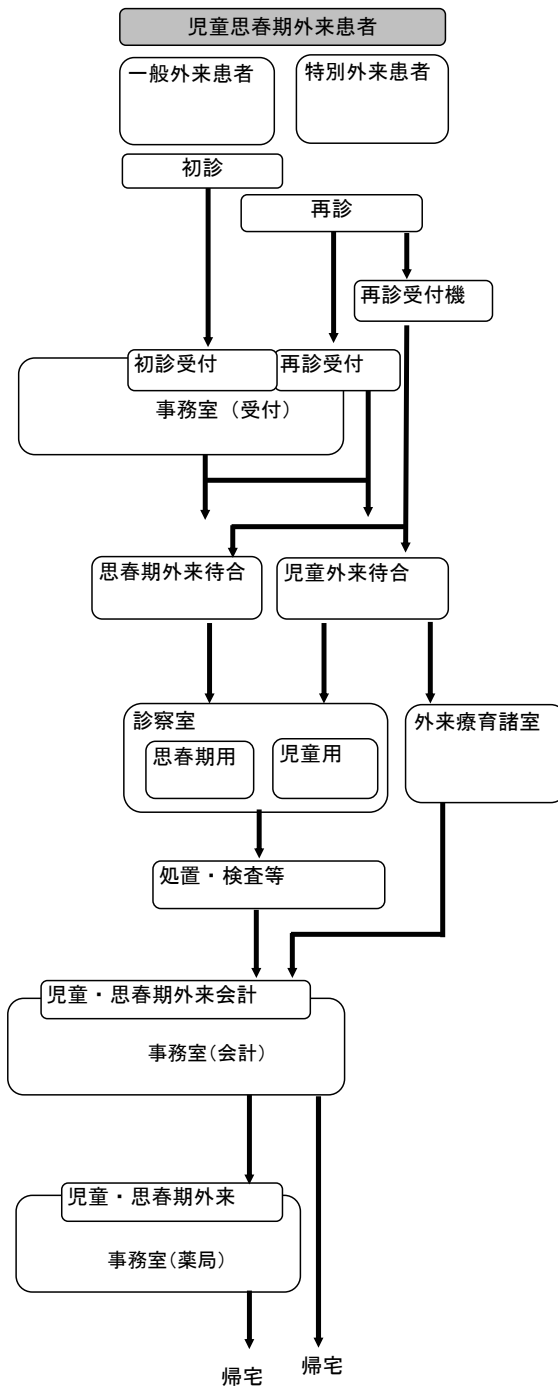 児童思春期外来患者
一般外来患者
特別外来患者
初診
再診
再診受付機
初診受付
再診受付
事務室（受付）
思春期外来待合
児童外来待合
診察室
外来療育諸室
思春期用
児童用
処置・検査等
児童・思春期外来会計
事務室(会計)
児童・思春期外来
事務室(薬局)
帰宅
帰宅